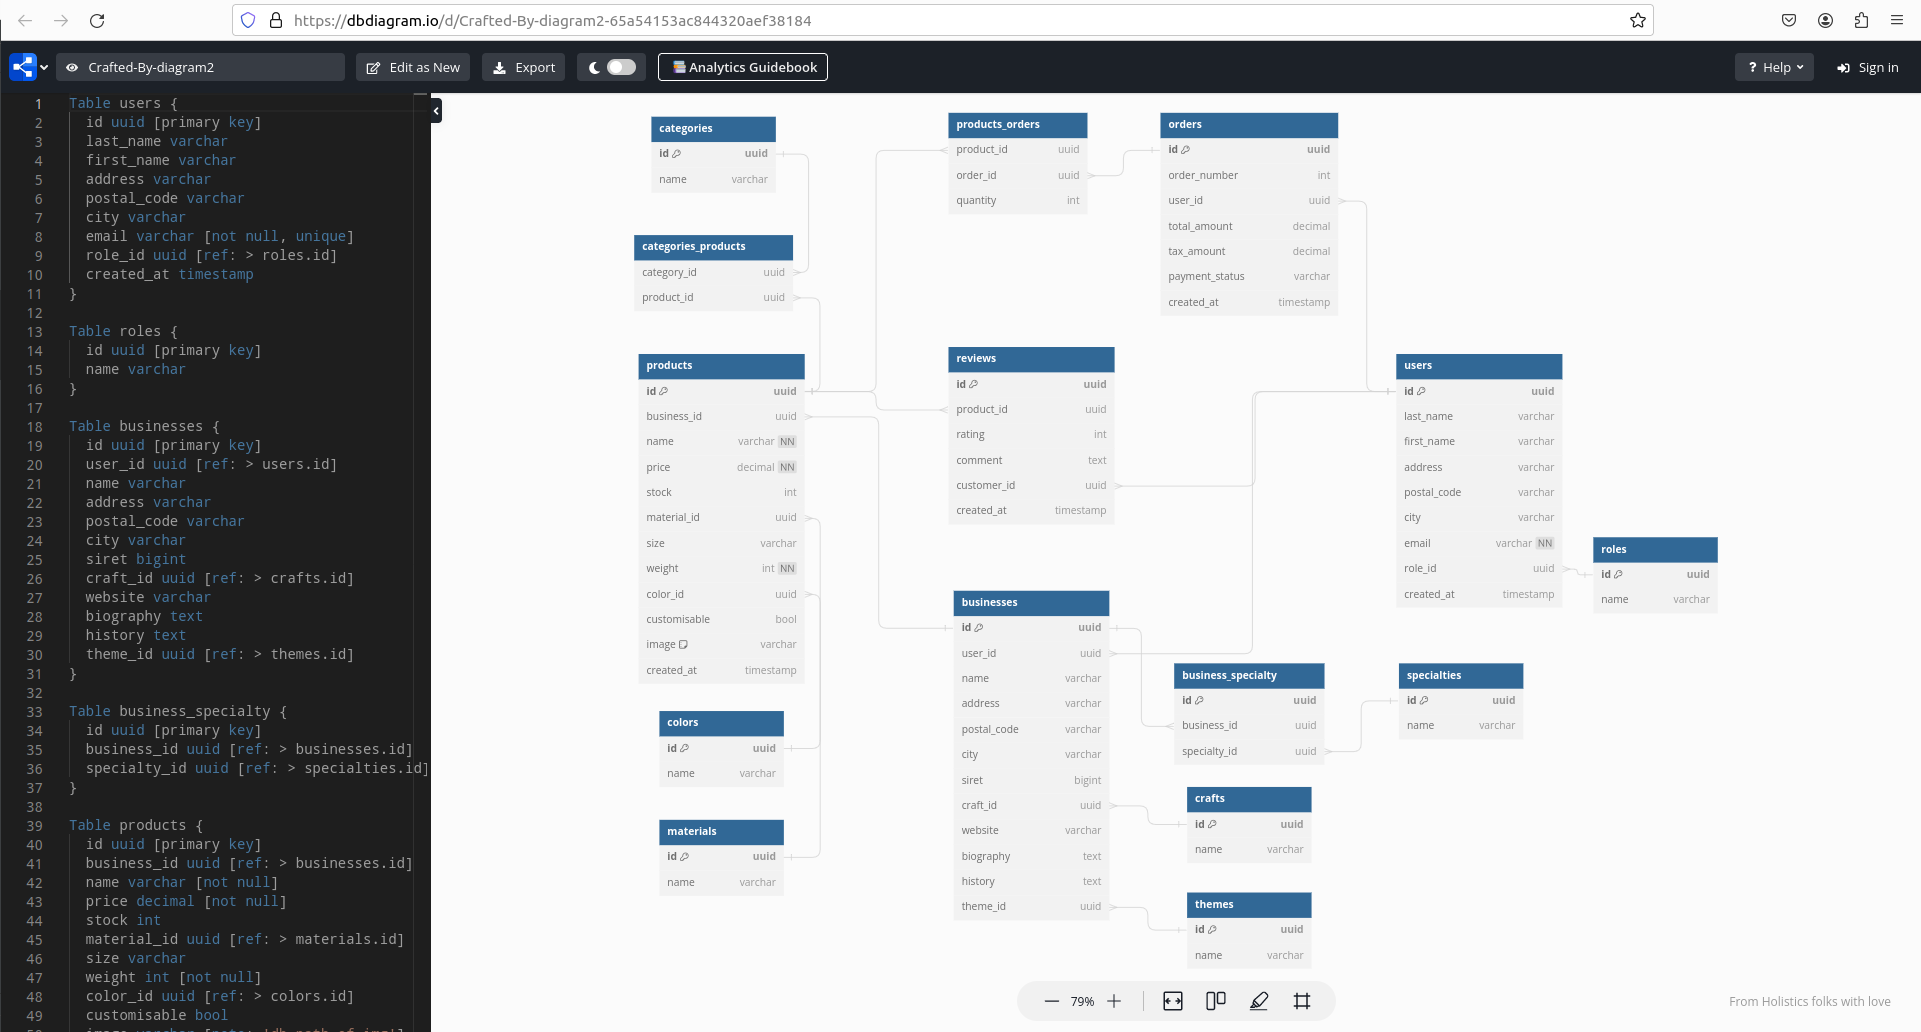 https://dbdiagram.io/d/Crafted-By-diagram2-65a54153ac844320aef38184
Crafted-By-diagram2
Edit as New
Export
Analytics Guidebook
? Help
Sign in
1 Table users {
2 id uuid [primary key]
3 last_name varchar
4 first_name varchar
5 address varchar
6 postal_code varchar
7 city varchar
8 email varchar [not null, unique]
9 role_id uuid [ref: > roles.id]
10 created_at timestamp
11 }
12
13 Table roles {
14 id uuid [primary key]
15 name varchar
16 }
17
18 Table businesses {
19 id uuid [primary key]
20 user_id uuid [ref: > users.id]
21 name varchar
22 address varchar
23 postal_code varchar
24 city varchar
25 siret bigint
26 craft_id uuid [ref: > crafts.id]
27 website varchar
28 biography text
29 history text
30 theme_id uuid [ref: > themes.id]
31 }
32
33 Table business_specialty {
34 id uuid [primary key]
35 business_id uuid [ref: > businesses.id]
36 specialty_id uuid [ref: > specialties.id]
37 }
38
39 Table products {
40 id uuid [primary key]
41 business_id uuid [ref: > businesses.id]
42 name varchar [not null]
43 price decimal [not null]
44 stock int
45 material_id uuid [ref: > materials.id]
46 size varchar
47 weight int [not null]
48 color_id uuid [ref: > colors.id]
49 customisable bool
categories
id uuid
name varchar
categories_products
category_id uuid
product_id uuid
products
id uuid
business_id uuid
name varchar NN
price decimal NN
stock int
material_id uuid
size varchar
weight int NN
color_id uuid
customisable bool
image varchar
created_at timestamp
colors
id uuid
name varchar
materials
id uuid
name varchar
products_orders
product_id uuid
order_id uuid
quantity int
reviews
id uuid
product_id uuid
rating int
comment text
customer_id uuid
created_at timestamp
businesses
id uuid
user_id uuid
name varchar
address varchar
postal_code varchar
city varchar
siret bigint
craft_id uuid
website varchar
biography text
history text
theme_id uuid
orders
id uuid
order_number int
user_id uuid
total_amount decimal
tax_amount decimal
payment_status varchar
created_at timestamp
business_specialty
id uuid
business_id uuid
specialty_id uuid
crafts
id uuid
name varchar
themes
id uuid
name varchar
users
id uuid
last_name varchar
first_name varchar
address varchar
postal_code varchar
city varchar
email varchar NN
role_id uuid
created_at timestamp
specialties
id uuid
name varchar
roles
id uuid
name varchar
79%
From Holistics folks with love